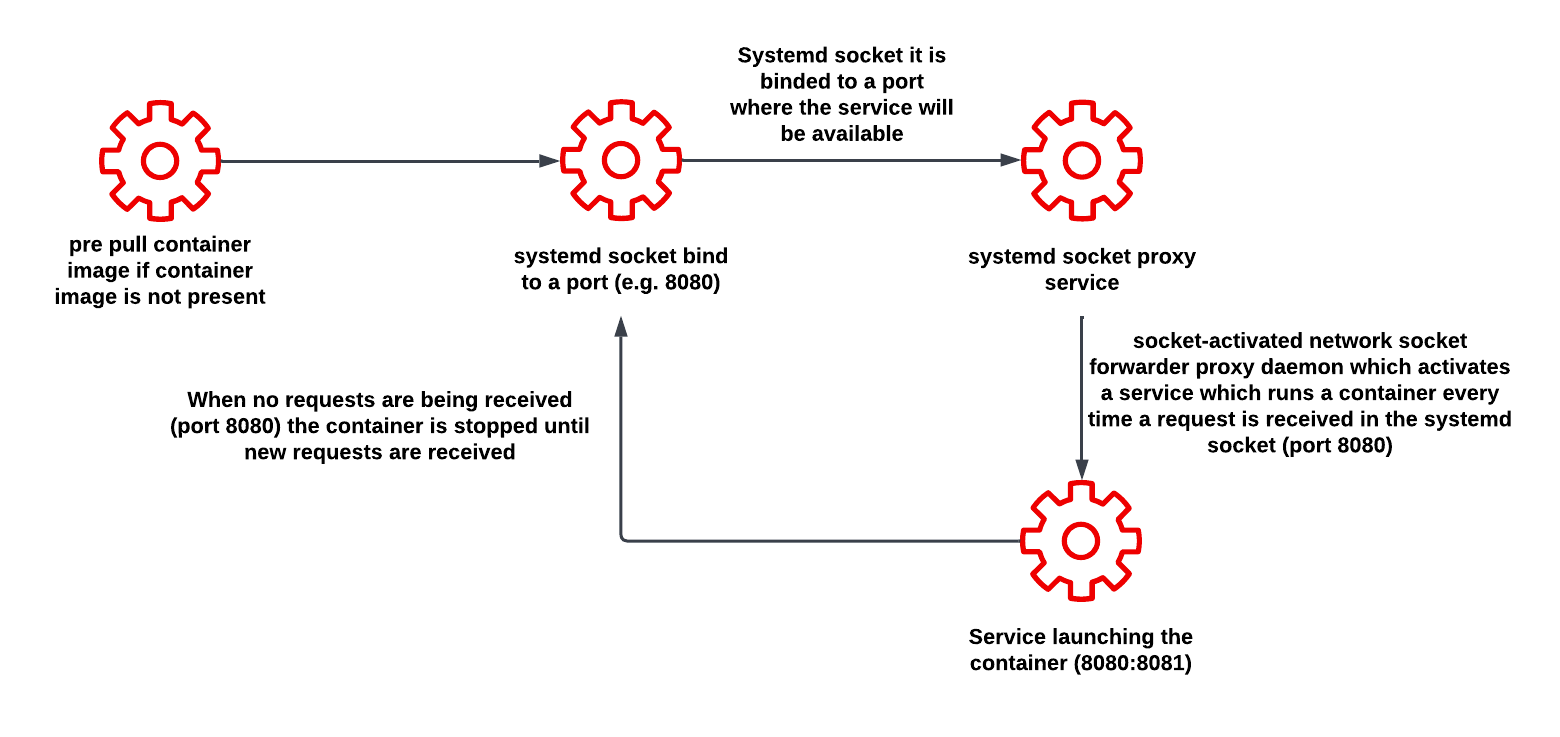 Systemd socket it is
binded to a port
where the service will
be available
pre pull container
image if container
image is not present
systemd socket bind
to a port (e.g. 8080)
systemd socket proxy
service
socket-activated network socket
forwarder proxy daemon which activates
a service which runs a container every
time a request is received in the systemd
socket (port 8080)
When no requests are being received
(port 8080) the container is stopped until
new requests are received
Service launching the
container (8080:8081)